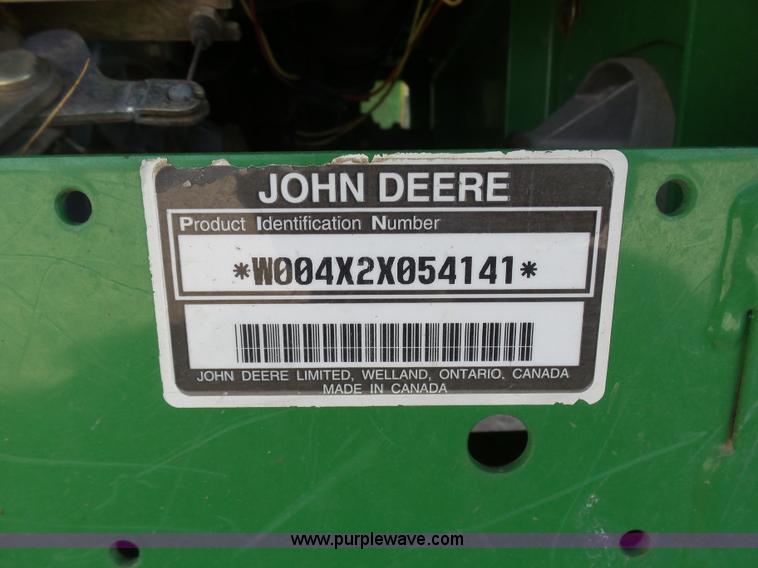 JOHN DEERE
Product Identification Number
*W004X2X054141*
JOHN DEERE LIMITED, WELLAND, ONTARIO, CANADA
MADE IN CANADA
www.purplewave.com